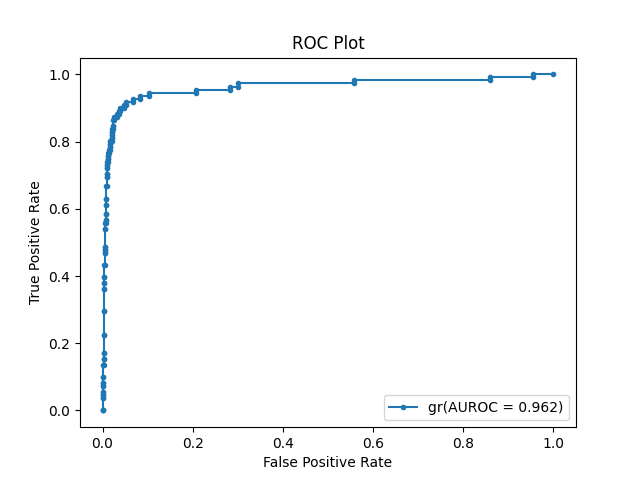 ROC Plot
1.0
0.8
0.6
0.4
0.2
0.0
True Positive Rate
gr(AUROC = 0.962)
0.0 0.2 0.4 0.6 0.8 1.0
False Positive Rate